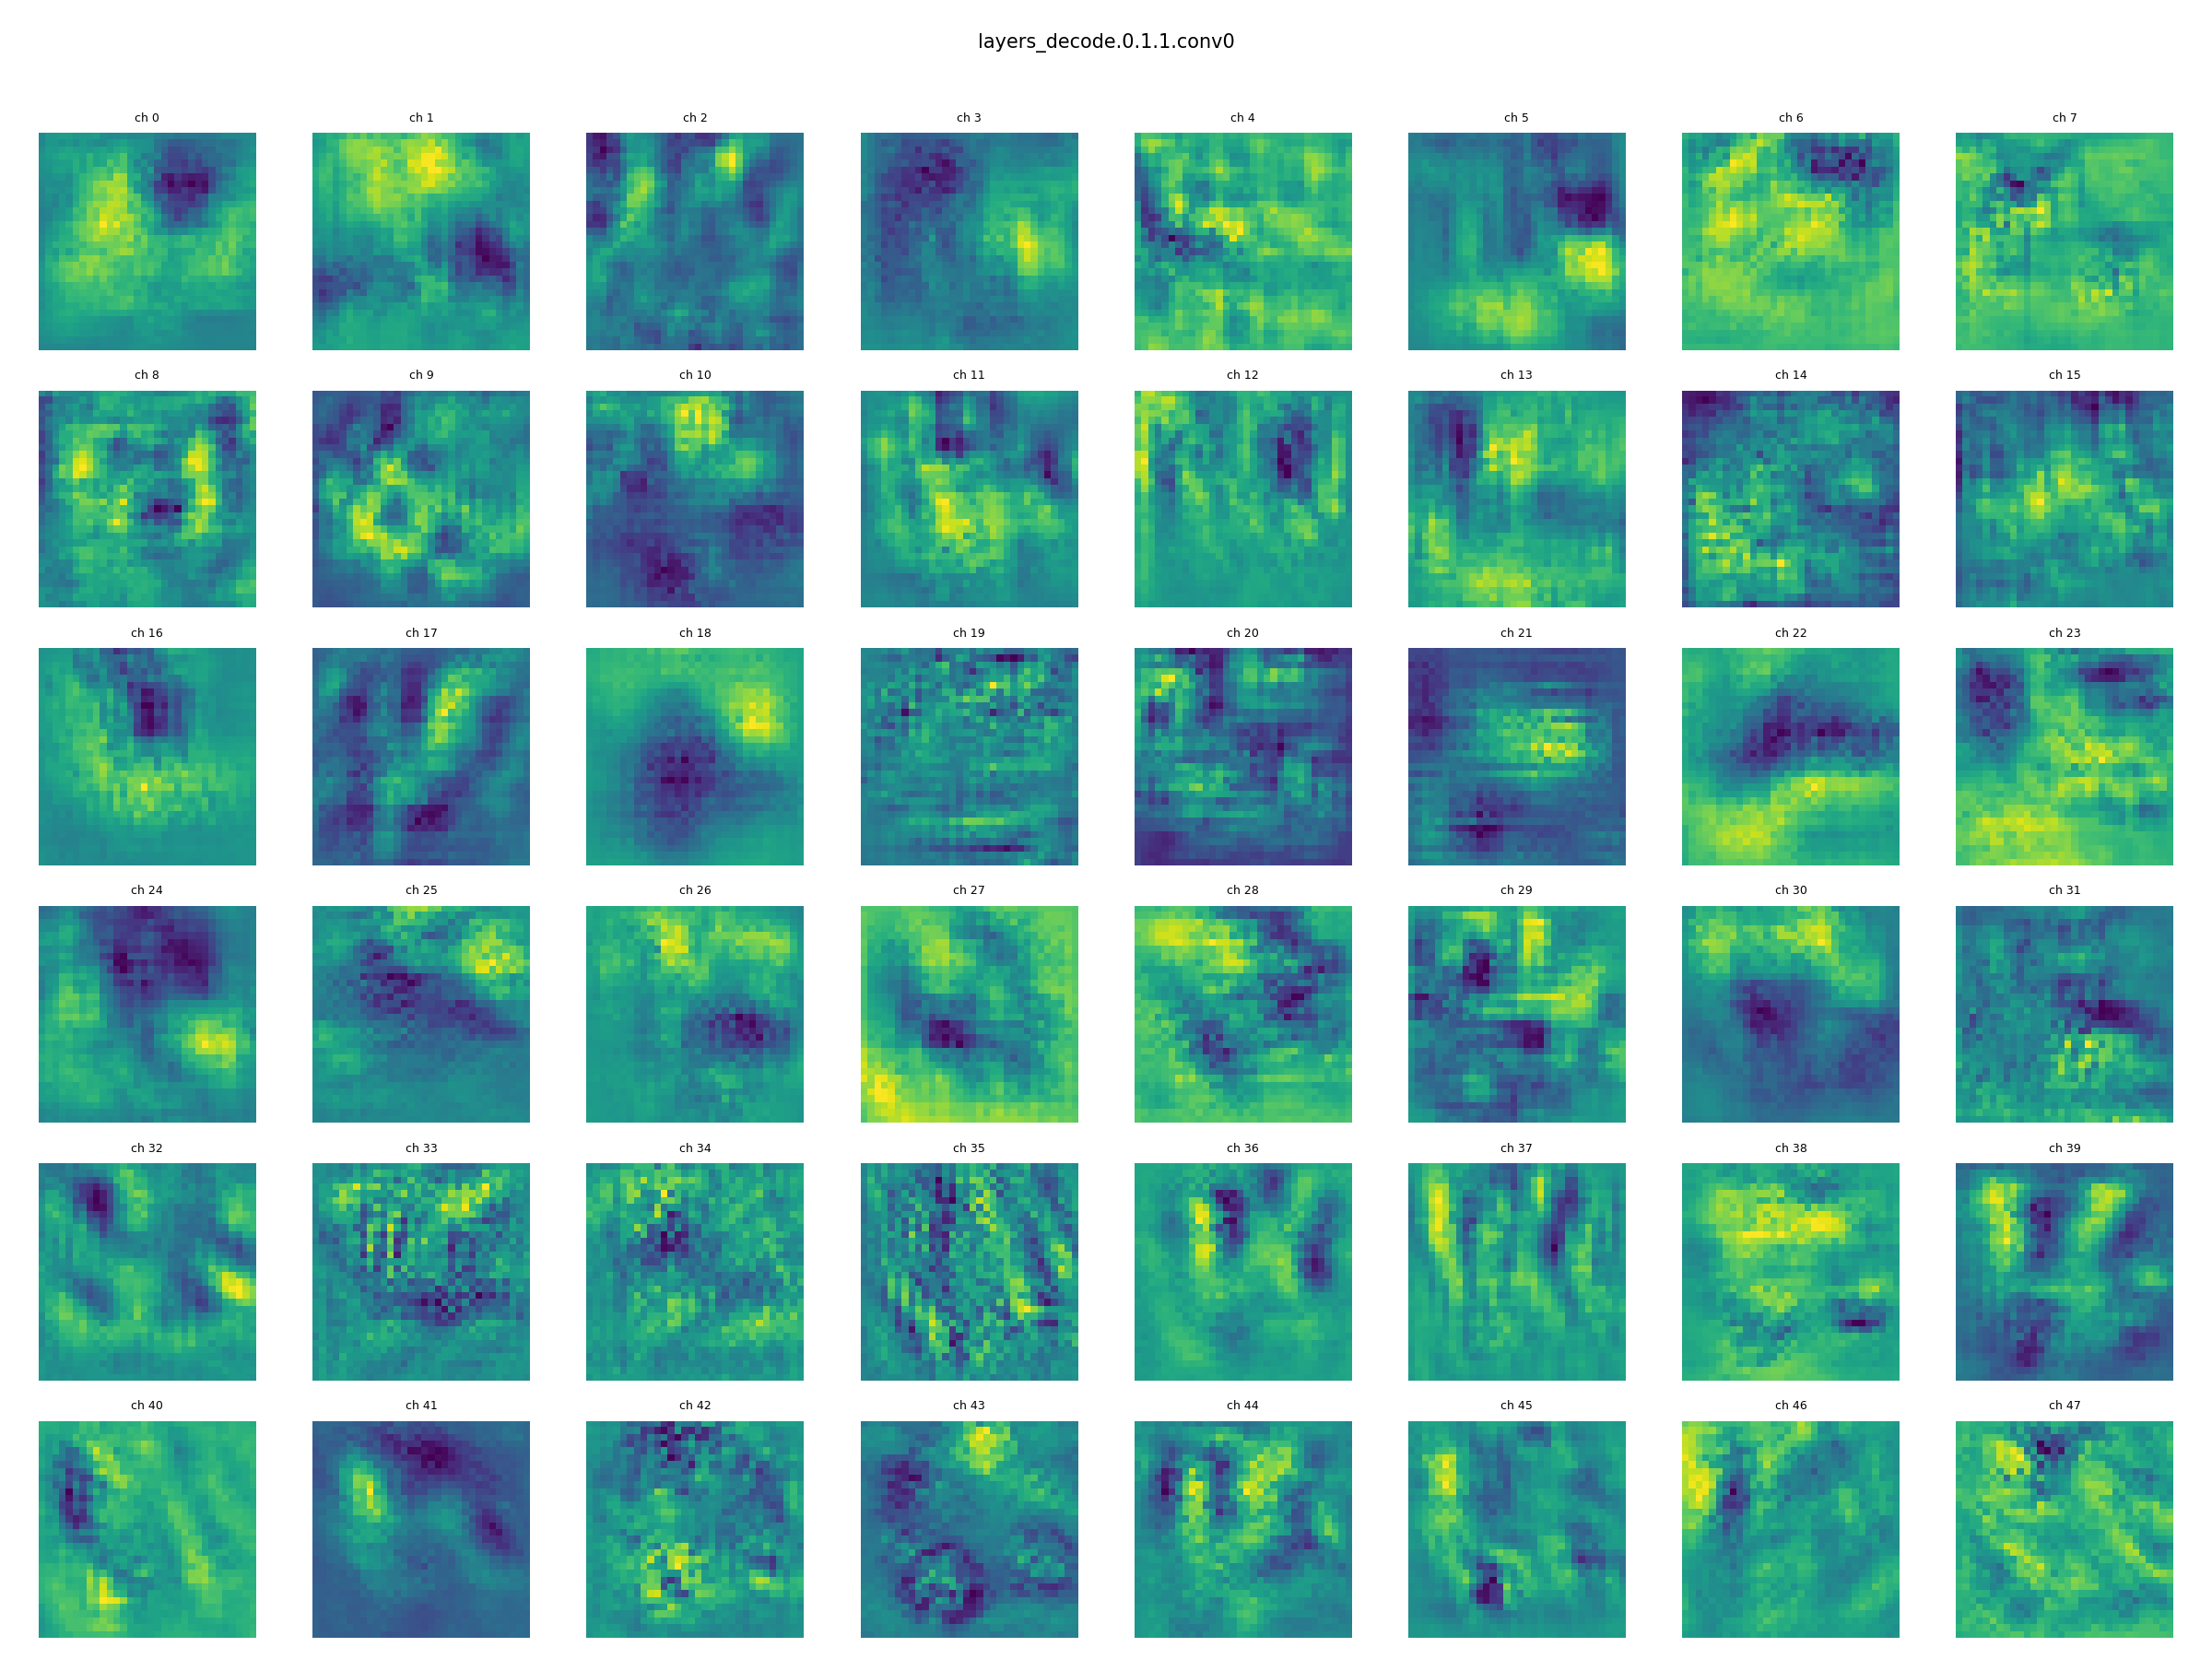 layers_decode.0.1.1.conv0
ch 0 ch 1 ch 2 ch 3 ch 4 ch 5 ch 6 ch 7
ch 8 ch 9 ch 10 ch 11 ch 12 ch 13 ch 14 ch 15
ch 16 ch 17 ch 18 ch 19 ch 20 ch 21 ch 22 ch 23
ch 24 ch 25 ch 26 ch 27 ch 28 ch 29 ch 30 ch 31
ch 32 ch 33 ch 34 ch 35 ch 36 ch 37 ch 38 ch 39
ch 40 ch 41 ch 42 ch 43 ch 44 ch 45 ch 46 ch 47